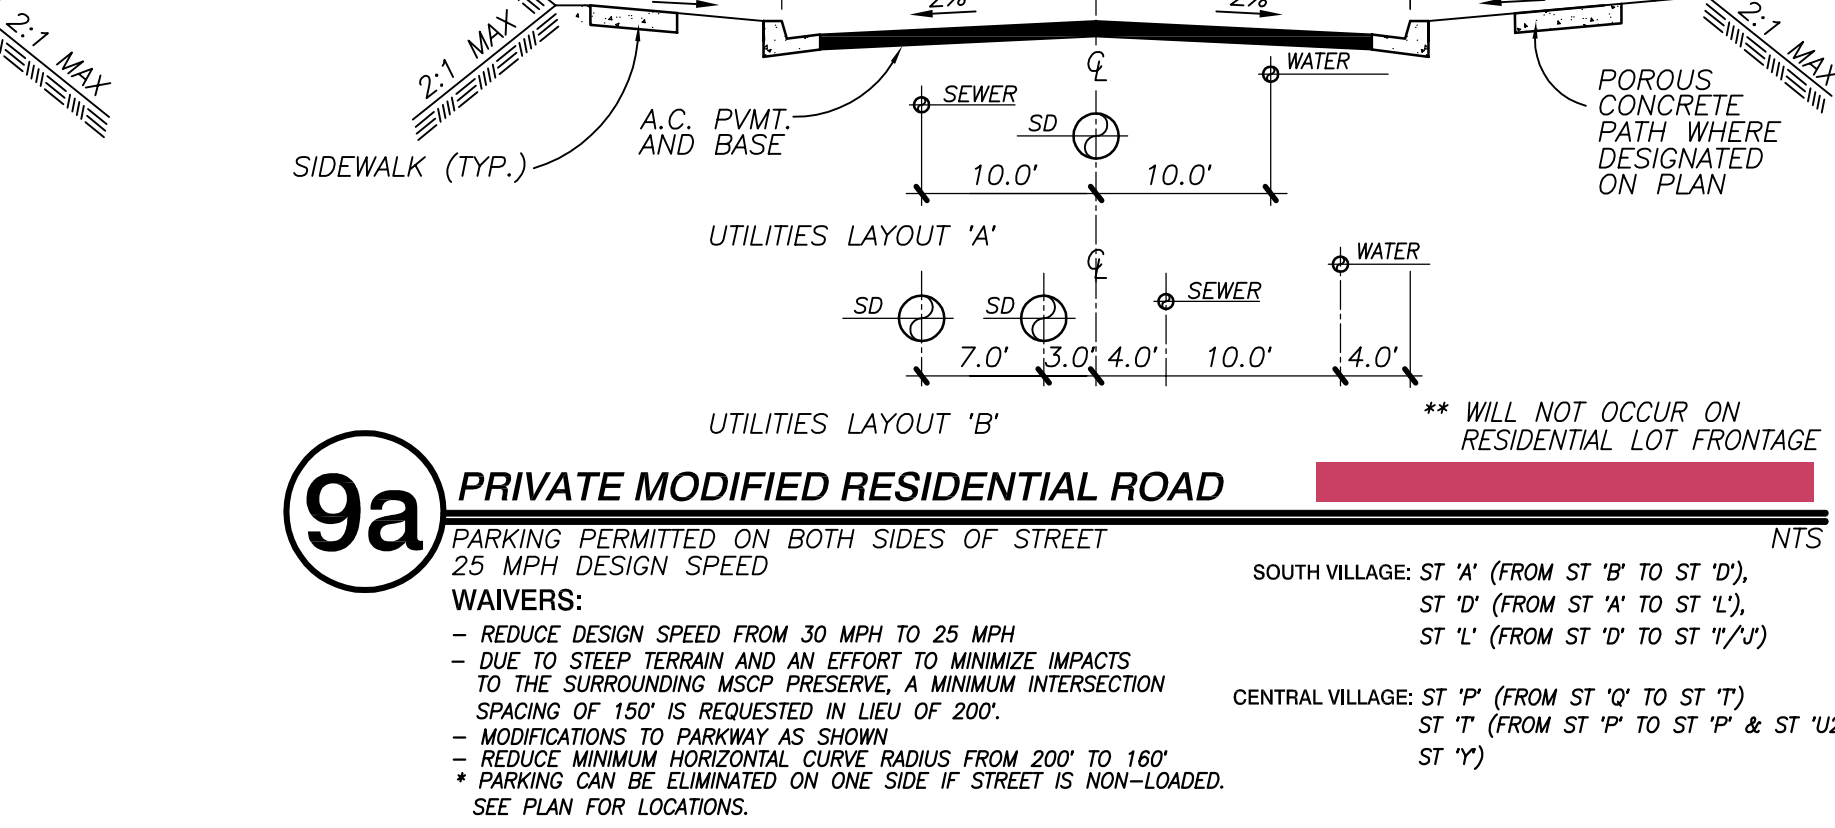 2% 2%
2:1 MAX 2:1 MAX 2:1 MAX
℄ WATER
SEWER
SD
A.C. PVMT.
AND BASE
SIDEWALK (TYP.)
POROUS
CONCRETE
PATH WHERE
DESIGNATED
ON PLAN
10.0' 10.0'
UTILITIES LAYOUT 'A'
℄ WATER
SD SD SEWER
7.0' 3.0' 4.0' 10.0' 4.0'
UTILITIES LAYOUT 'B'
** WILL NOT OCCUR ON
RESIDENTIAL LOT FRONTAGE
9a PRIVATE MODIFIED RESIDENTIAL ROAD
NTS
PARKING PERMITTED ON BOTH SIDES OF STREET
25 MPH DESIGN SPEED
WAIVERS:
– REDUCE DESIGN SPEED FROM 30 MPH TO 25 MPH
– DUE TO STEEP TERRAIN AND AN EFFORT TO MINIMIZE IMPACTS
TO THE SURROUNDING MSCP PRESERVE, A MINIMUM INTERSECTION
SPACING OF 150' IS REQUESTED IN LIEU OF 200'.
– MODIFICATIONS TO PARKWAY AS SHOWN
– REDUCE MINIMUM HORIZONTAL CURVE RADIUS FROM 200' TO 160'
* PARKING CAN BE ELIMINATED ON ONE SIDE IF STREET IS NON–LOADED.
SEE PLAN FOR LOCATIONS.
SOUTH VILLAGE: ST 'A' (FROM ST 'B' TO ST 'D'),
ST 'D' (FROM ST 'A' TO ST 'L'),
ST 'L' (FROM ST 'D' TO ST 'I'/'J')
CENTRAL VILLAGE: ST 'P' (FROM ST 'Q' TO ST 'T')
ST 'T' (FROM ST 'P' TO ST 'P' & ST 'U2
ST 'Y')